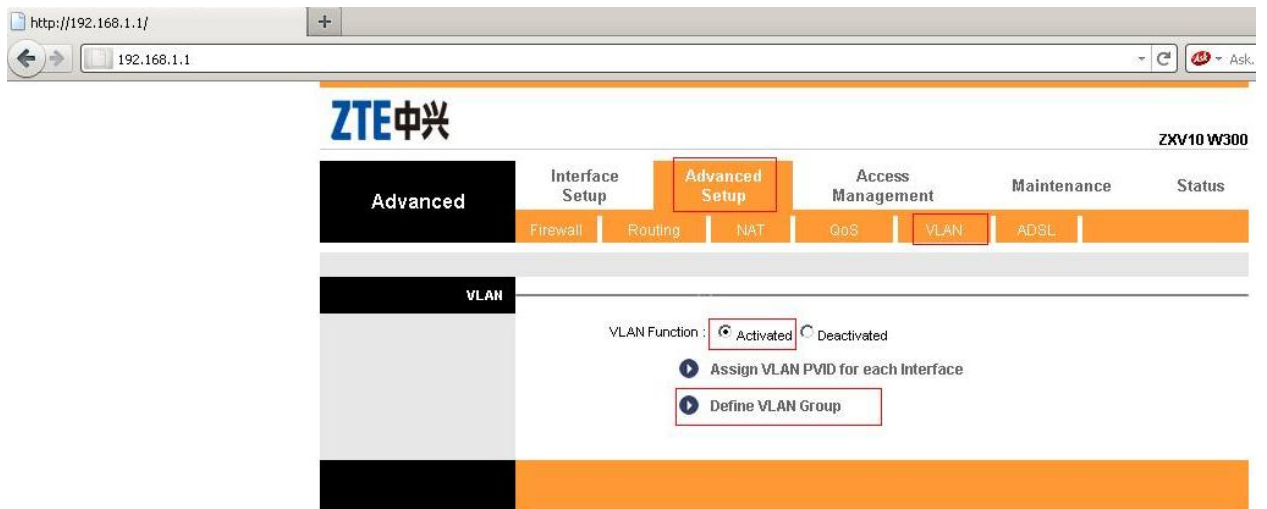 http://192.168.1.1/
+
192.168.1.1
Ask.
ZTE中兴
ZXV10 W300
Advanced
Interface Setup
Advanced Setup
Access Management
Maintenance
Status
Firewall
Routing
NAT
QoS
VLAN
ADSL
VLAN
VLAN Function : Activated Deactivated
Assign VLAN PVID for each Interface
Define VLAN Group